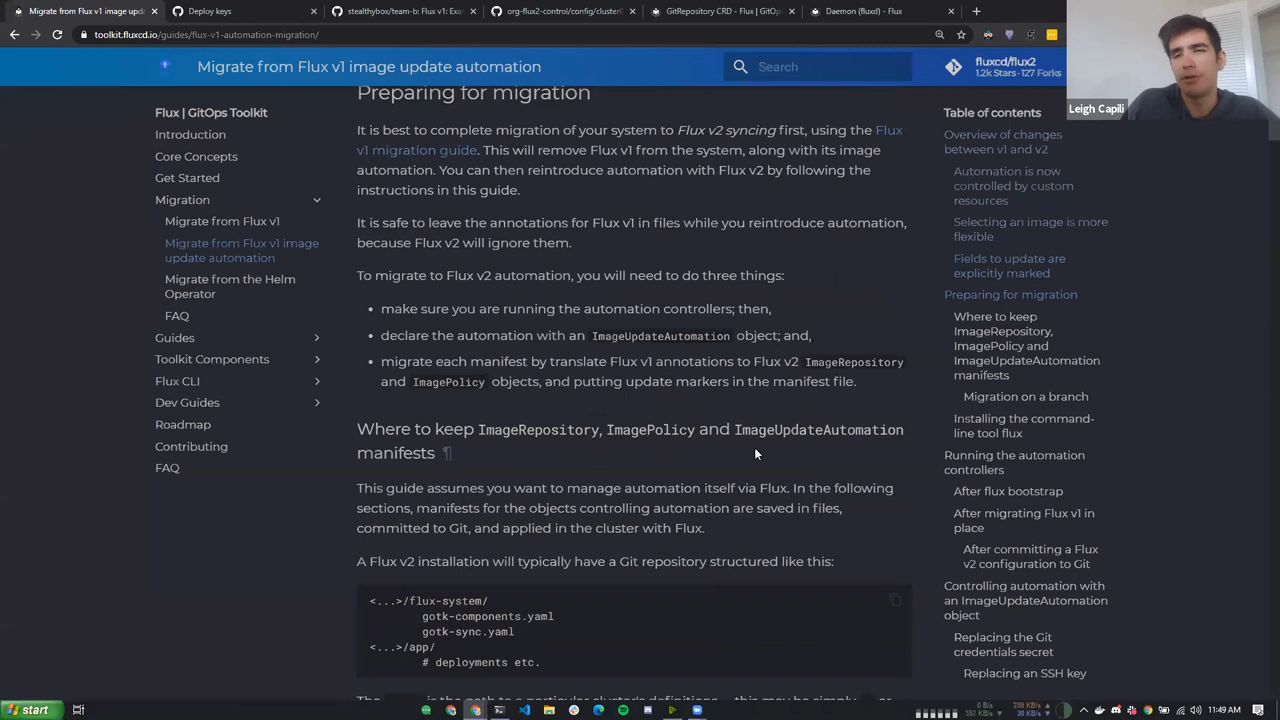 Migrate from Flux v1 image upda
Deploy keys
stealthybox/team-b: Flux v1: Exa
org-flux2-control/config/cluster
GitRepository CRD - Flux | GitOps
Daemon (fluxd) - Flux
toolkit.fluxcd.io/guides/flux-v1-automation-migration/
Migrate from Flux v1 image update automation
Search
fluxcd/flux2
1.2k Stars · 127 Forks
Leigh Capili
Flux | GitOps Toolkit
Introduction
Core Concepts
Get Started
Migration
Migrate from Flux v1
Migrate from Flux v1 image
update automation
Migrate from the Helm
Operator
FAQ
Guides
Toolkit Components
Flux CLI
Dev Guides
Roadmap
Contributing
FAQ
Preparing for migration
It is best to complete migration of your system to Flux v2 syncing first, using the Flux
v1 migration guide. This will remove Flux v1 from the system, along with its image
automation. You can then reintroduce automation with Flux v2 by following the
instructions in this guide.
It is safe to leave the annotations for Flux v1 in files while you reintroduce automation,
because Flux v2 will ignore them.
To migrate to Flux v2 automation, you will need to do three things:
• make sure you are running the automation controllers; then,
• declare the automation with an ImageUpdateAutomation object; and,
• migrate each manifest by translate Flux v1 annotations to Flux v2 ImageRepository
and ImagePolicy objects, and putting update markers in the manifest file.
Where to keep ImageRepository, ImagePolicy and ImageUpdateAutomation
manifests ¶
This guide assumes you want to manage automation itself via Flux. In the following
sections, manifests for the objects controlling automation are saved in files,
committed to Git, and applied in the cluster with Flux.
A Flux v2 installation will typically have a Git repository structured like this:
<...>/flux-system/
gotk-components.yaml
gotk-sync.yaml
<...>/app/
# deployments etc.
Table of contents
Overview of changes
between v1 and v2
Automation is now
controlled by custom
resources
Selecting an image is more
flexible
Fields to update are
explicitly marked
Preparing for migration
Where to keep
ImageRepository,
ImagePolicy and
ImageUpdateAutomation
manifests
Migration on a branch
Installing the command-
line tool flux
Running the automation
controllers
After flux bootstrap
After migrating Flux v1 in
place
After committing a Flux
v2 configuration to Git
Controlling automation with
an ImageUpdateAutomation
object
Replacing the Git
credentials secret
Replacing an SSH key
start
11:49 AM